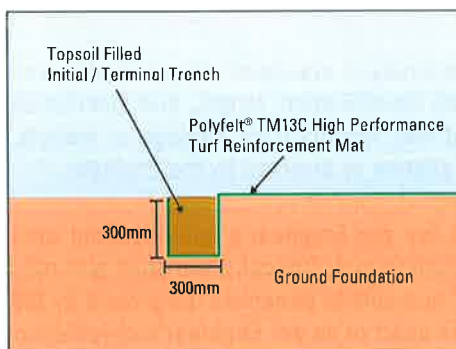 Topsoil Filled
Initial / Terminal Trench
Polyfelt® TM13C High Performance
Turf Reinforcement Mat
300mm
300mm
Ground Foundation